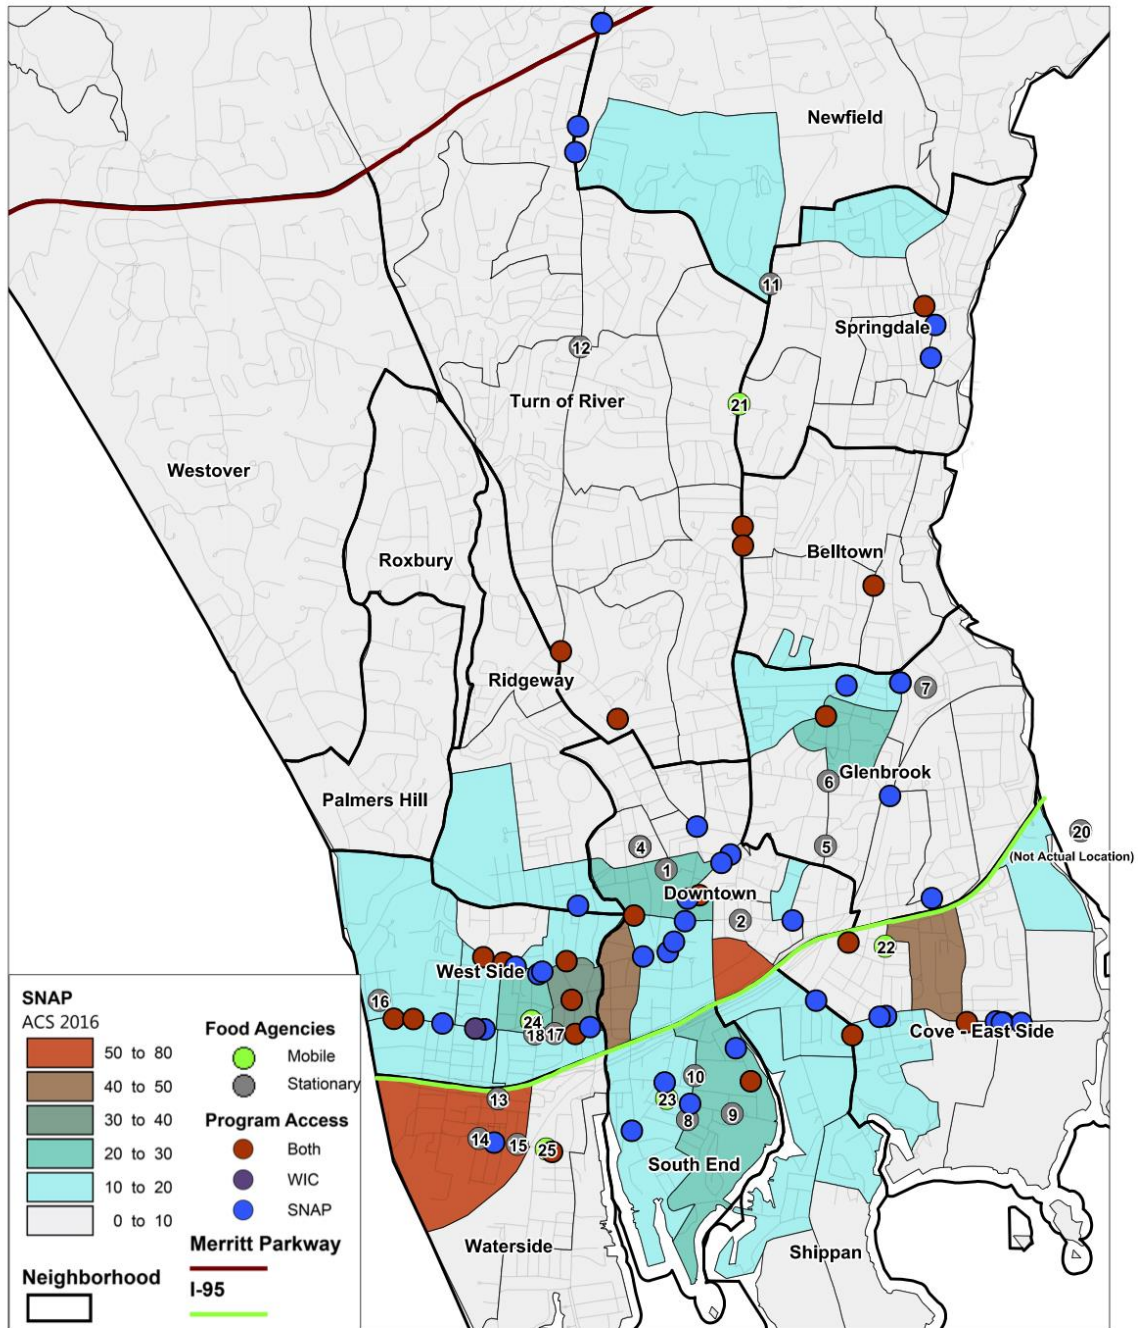 Newfield
11
Springdale
12
Turn of River
21
Westover
Belltown
Roxbury
Ridgeway
7
Glenbrook
6
Palmers Hill
20
(Not Actual Location)
4
5
1
Downtown
2
22
West Side
16
24
18
17
Cove - East Side
10
13
23
9
8
14
15
25
South End
Waterside
Shippan
SNAP
ACS 2016
50 to 80
40 to 50
30 to 40
20 to 30
10 to 20
0 to 10
Neighborhood
Food Agencies
Mobile
Stationary
Program Access
Both
WIC
SNAP
Merritt Parkway
I-95